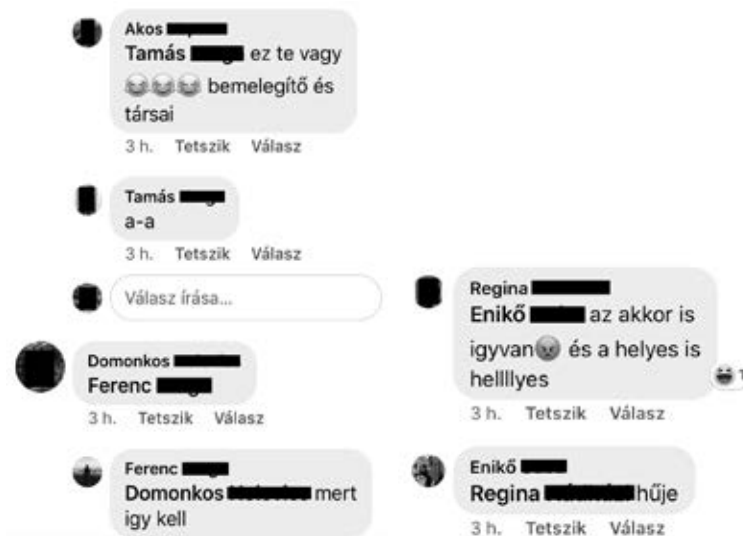 Akos
Tamás ez te vagy
😂😂😂 bemelegítő és
társai
3 h. Tetszik Válasz
Tamás
a-a
3 h. Tetszik Válasz
Válasz írása...
Domonkos
Ferenc
3 h. Tetszik Válasz
Ferenc
Domonkos mert
igy kell
Regina
Enikő az akkor is
igyvan😡 és a helyes is
hellllyes
1
3 h. Tetszik Válasz
Enikő
Regina hűje
3 h. Tetszik Válasz